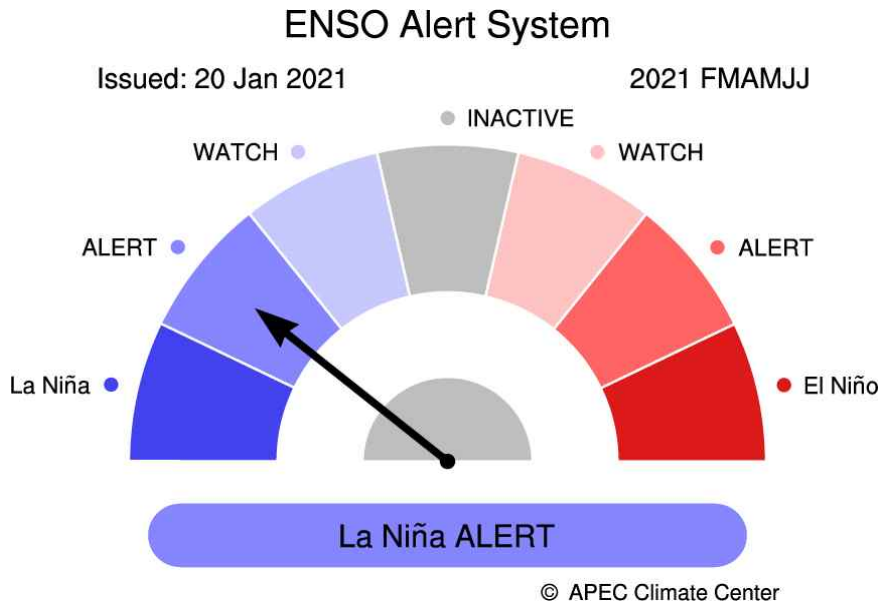 ENSO Alert System
Issued: 20 Jan 2021
2021 FMAMJJ
INACTIVE
WATCH
WATCH
ALERT
ALERT
La Niña
El Niño
La Niña ALERT
© APEC Climate Center